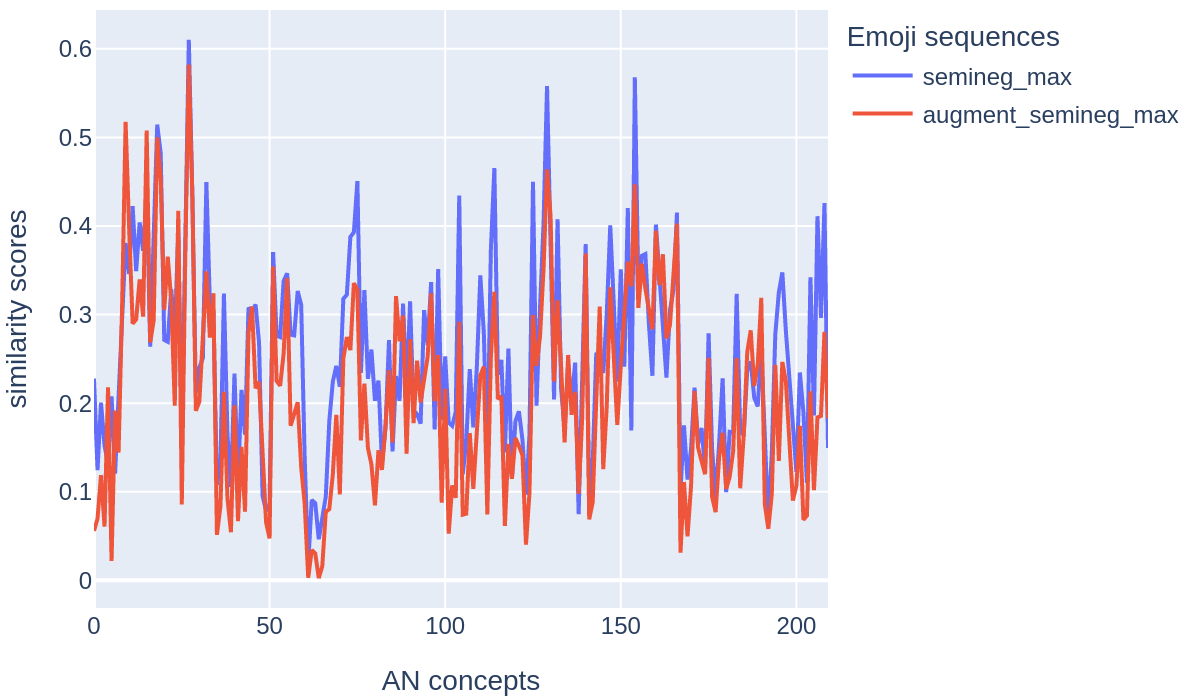 Emoji sequences
semineg_max
augment_semineg_max
similarity scores
0.6
0.5
0.4
0.3
0.2
0.1
0
0 50 100 150 200
AN concepts